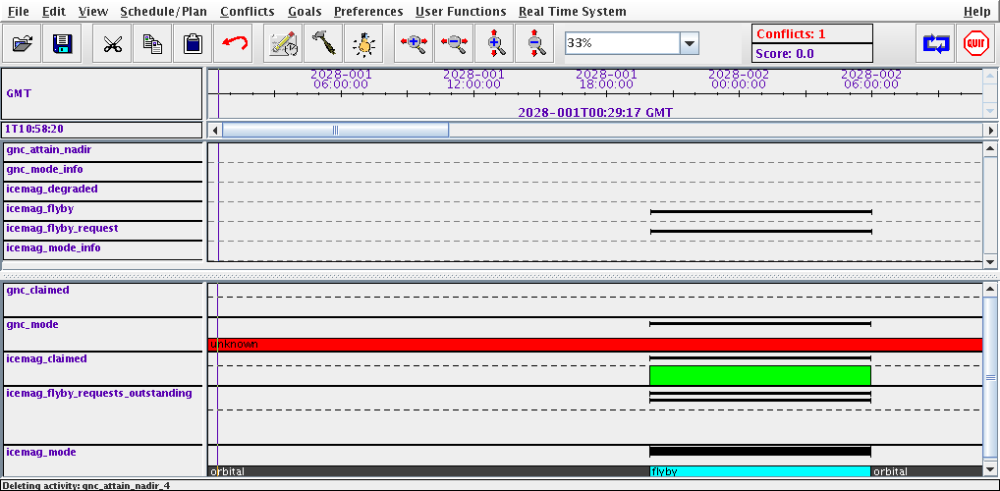 File Edit View Schedule/Plan Conflicts Goals Preferences User Functions Real Time System Help
33%
Conflicts: 1
Score: 0.0
QUIT
GMT
2028-001 2028-001 2028-001 2028-002 2028-002
06:00:00 12:00:00 18:00:00 00:00:00 06:00:00
2028-001T00:29:17 GMT
1T10:58:20
gnc_attain_nadir
gnc_mode_info
icemag_degraded
icemag_flyby
icemag_flyby_request
icemag_mode_info
gnc_claimed
gnc_mode
unknown
icemag_claimed
icemag_flyby_requests_outstanding
icemag_mode
orbital flyby orbital
Deleting activity: gnc_attain_nadir_4